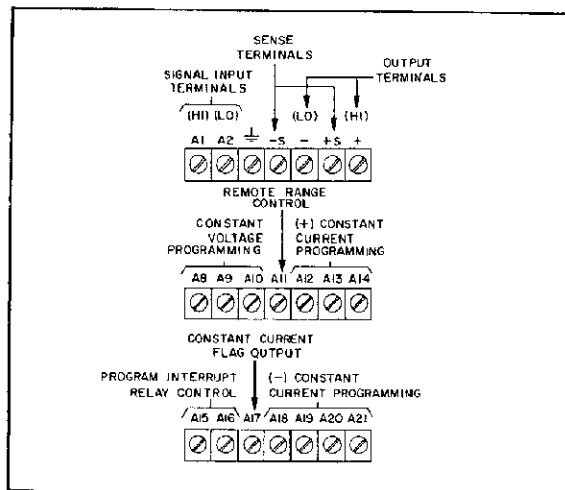 SENSE
TERMINALS
SIGNAL INPUT
TERMINALS
OUTPUT
TERMINALS
(HI) (LO)
(LO)
(HI)
A1 A2 -S - +S +
REMOTE RANGE
CONTROL
CONSTANT
VOLTAGE
PROGRAMMING
(+) CONSTANT
CURRENT
PROGRAMMING
A8 A9 A10 A11 A12 A13 A14
CONSTANT CURRENT
FLAG OUTPUT
PROGRAM INTERRUPT
RELAY CONTROL
(-) CONSTANT
CURRENT PROGRAMMING
A15 A16 A17 A18 A19 A20 A21